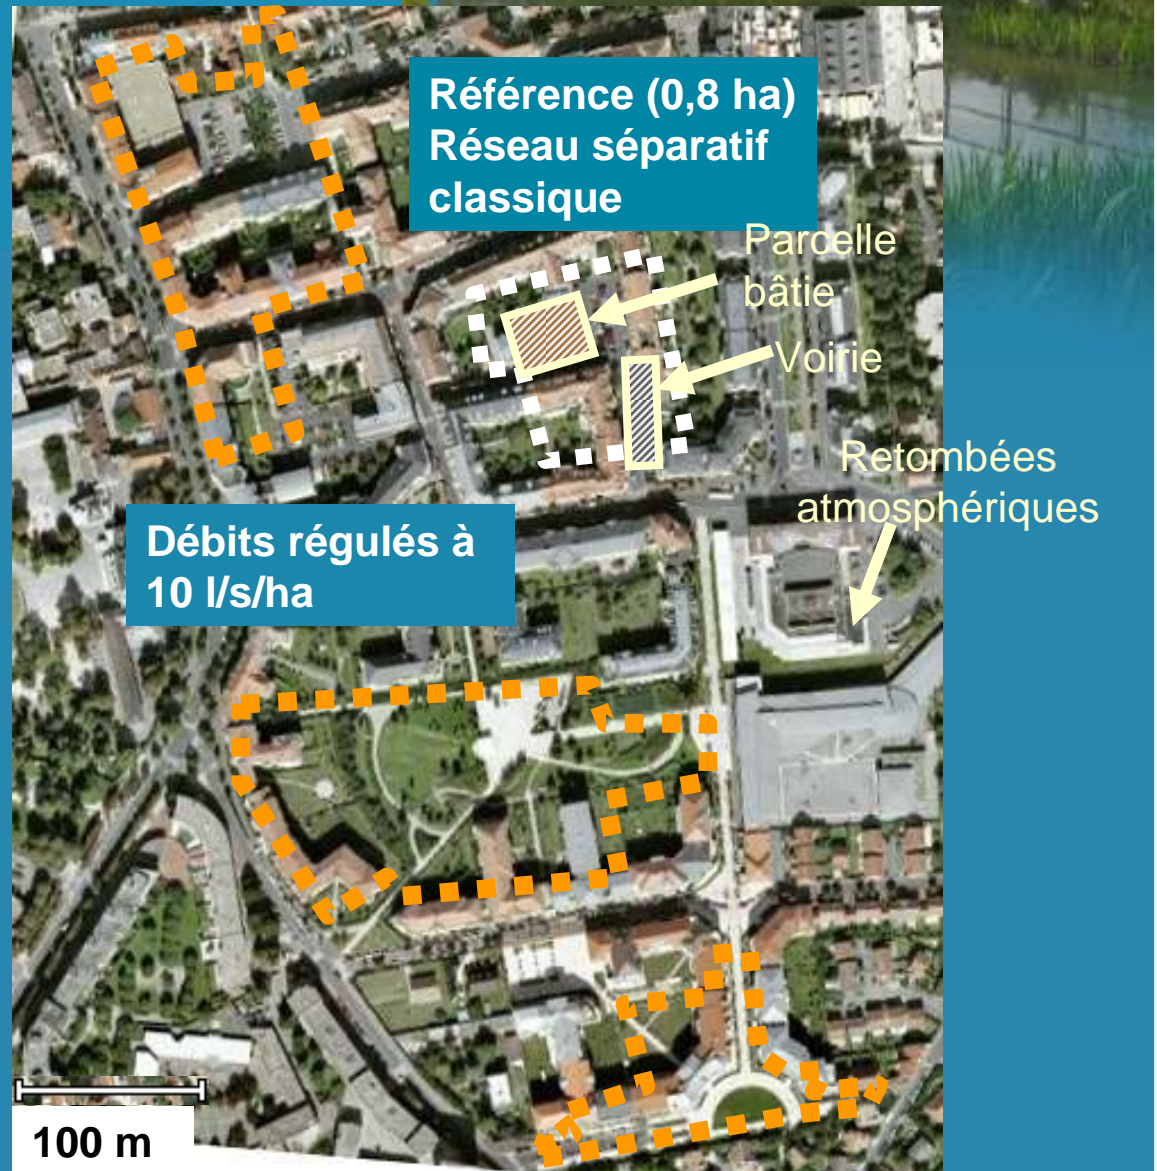 Référence (0,8 ha)
Réseau séparatif
classique
Parcelle
bâtie
Voirie
Retombées
atmosphériques
Débits régulés à
10 l/s/ha
100 m